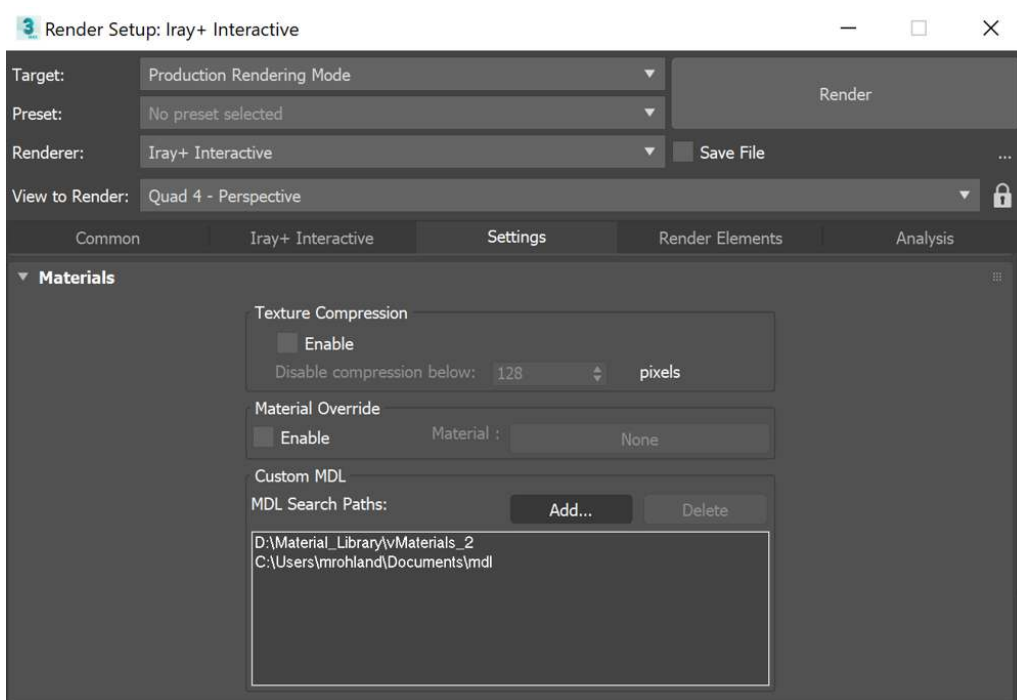 Render Setup: Iray+ Interactive
Target: Production Rendering Mode
Render
Preset: No preset selected
Renderer: Iray+ Interactive
Save File
...
View to Render: Quad 4 - Perspective
Common Iray+ Interactive Settings Render Elements Analysis
Materials
Texture Compression
Enable
Disable compression below: 128 pixels
Material Override
Enable Material : None
Custom MDL
MDL Search Paths: Add... Delete
D:\Material_Library\vMaterials_2
C:\Users\mrohland\Documents\mdl